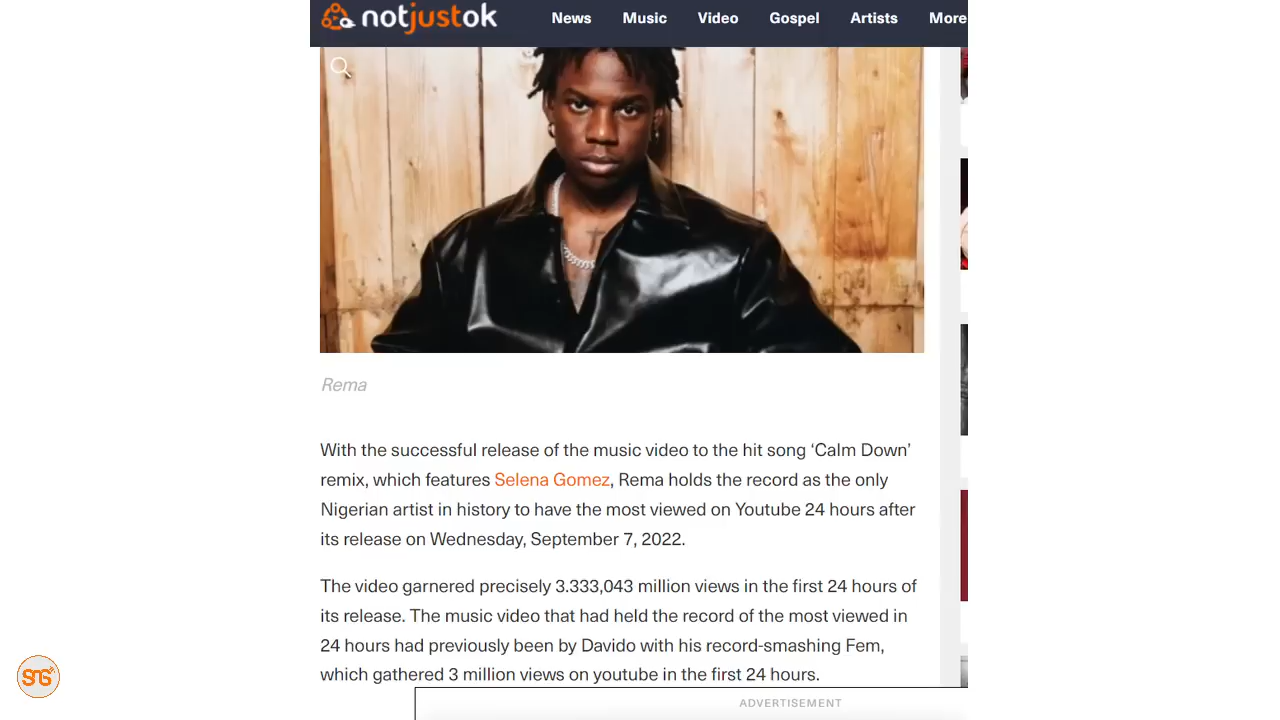 notjustok
News Music Video Gospel Artists More
Rema
With the successful release of the music video to the hit song ‘Calm Down’
remix, which features Selena Gomez, Rema holds the record as the only
Nigerian artist in history to have the most viewed on Youtube 24 hours after
its release on Wednesday, September 7, 2022.
The video garnered precisely 3.333,043 million views in the first 24 hours of
its release. The music video that had held the record of the most viewed in
24 hours had previously been by Davido with his record-smashing Fem,
which gathered 3 million views on youtube in the first 24 hours.
SNG
ADVERTISEMENT